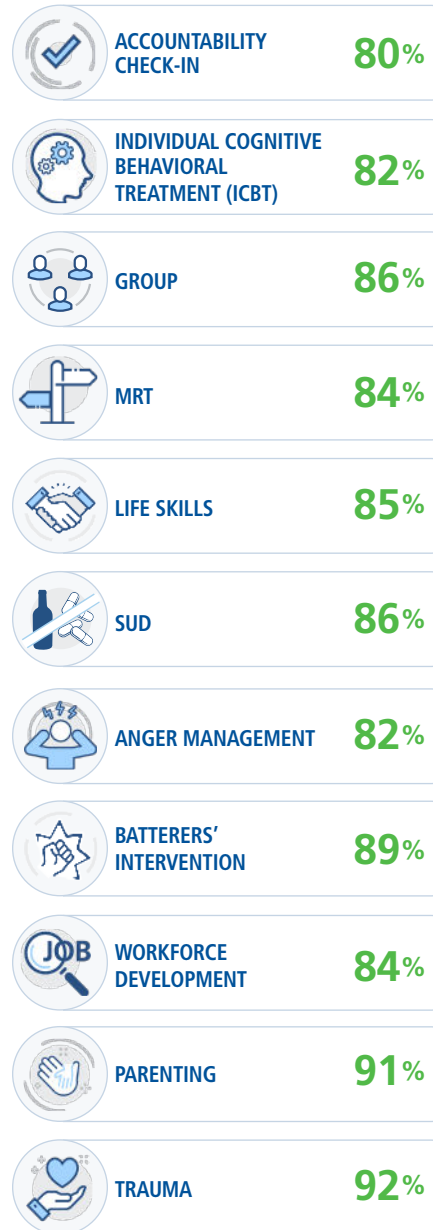 ACCOUNTABILITY
CHECK-IN
80%
INDIVIDUAL COGNITIVE
BEHAVIORAL
TREATMENT (ICBT)
82%
GROUP
86%
MRT
84%
LIFE SKILLS
85%
SUD
86%
ANGER MANAGEMENT
82%
BATTERERS’
INTERVENTION
89%
JOB
WORKFORCE
DEVELOPMENT
84%
PARENTING
91%
TRAUMA
92%